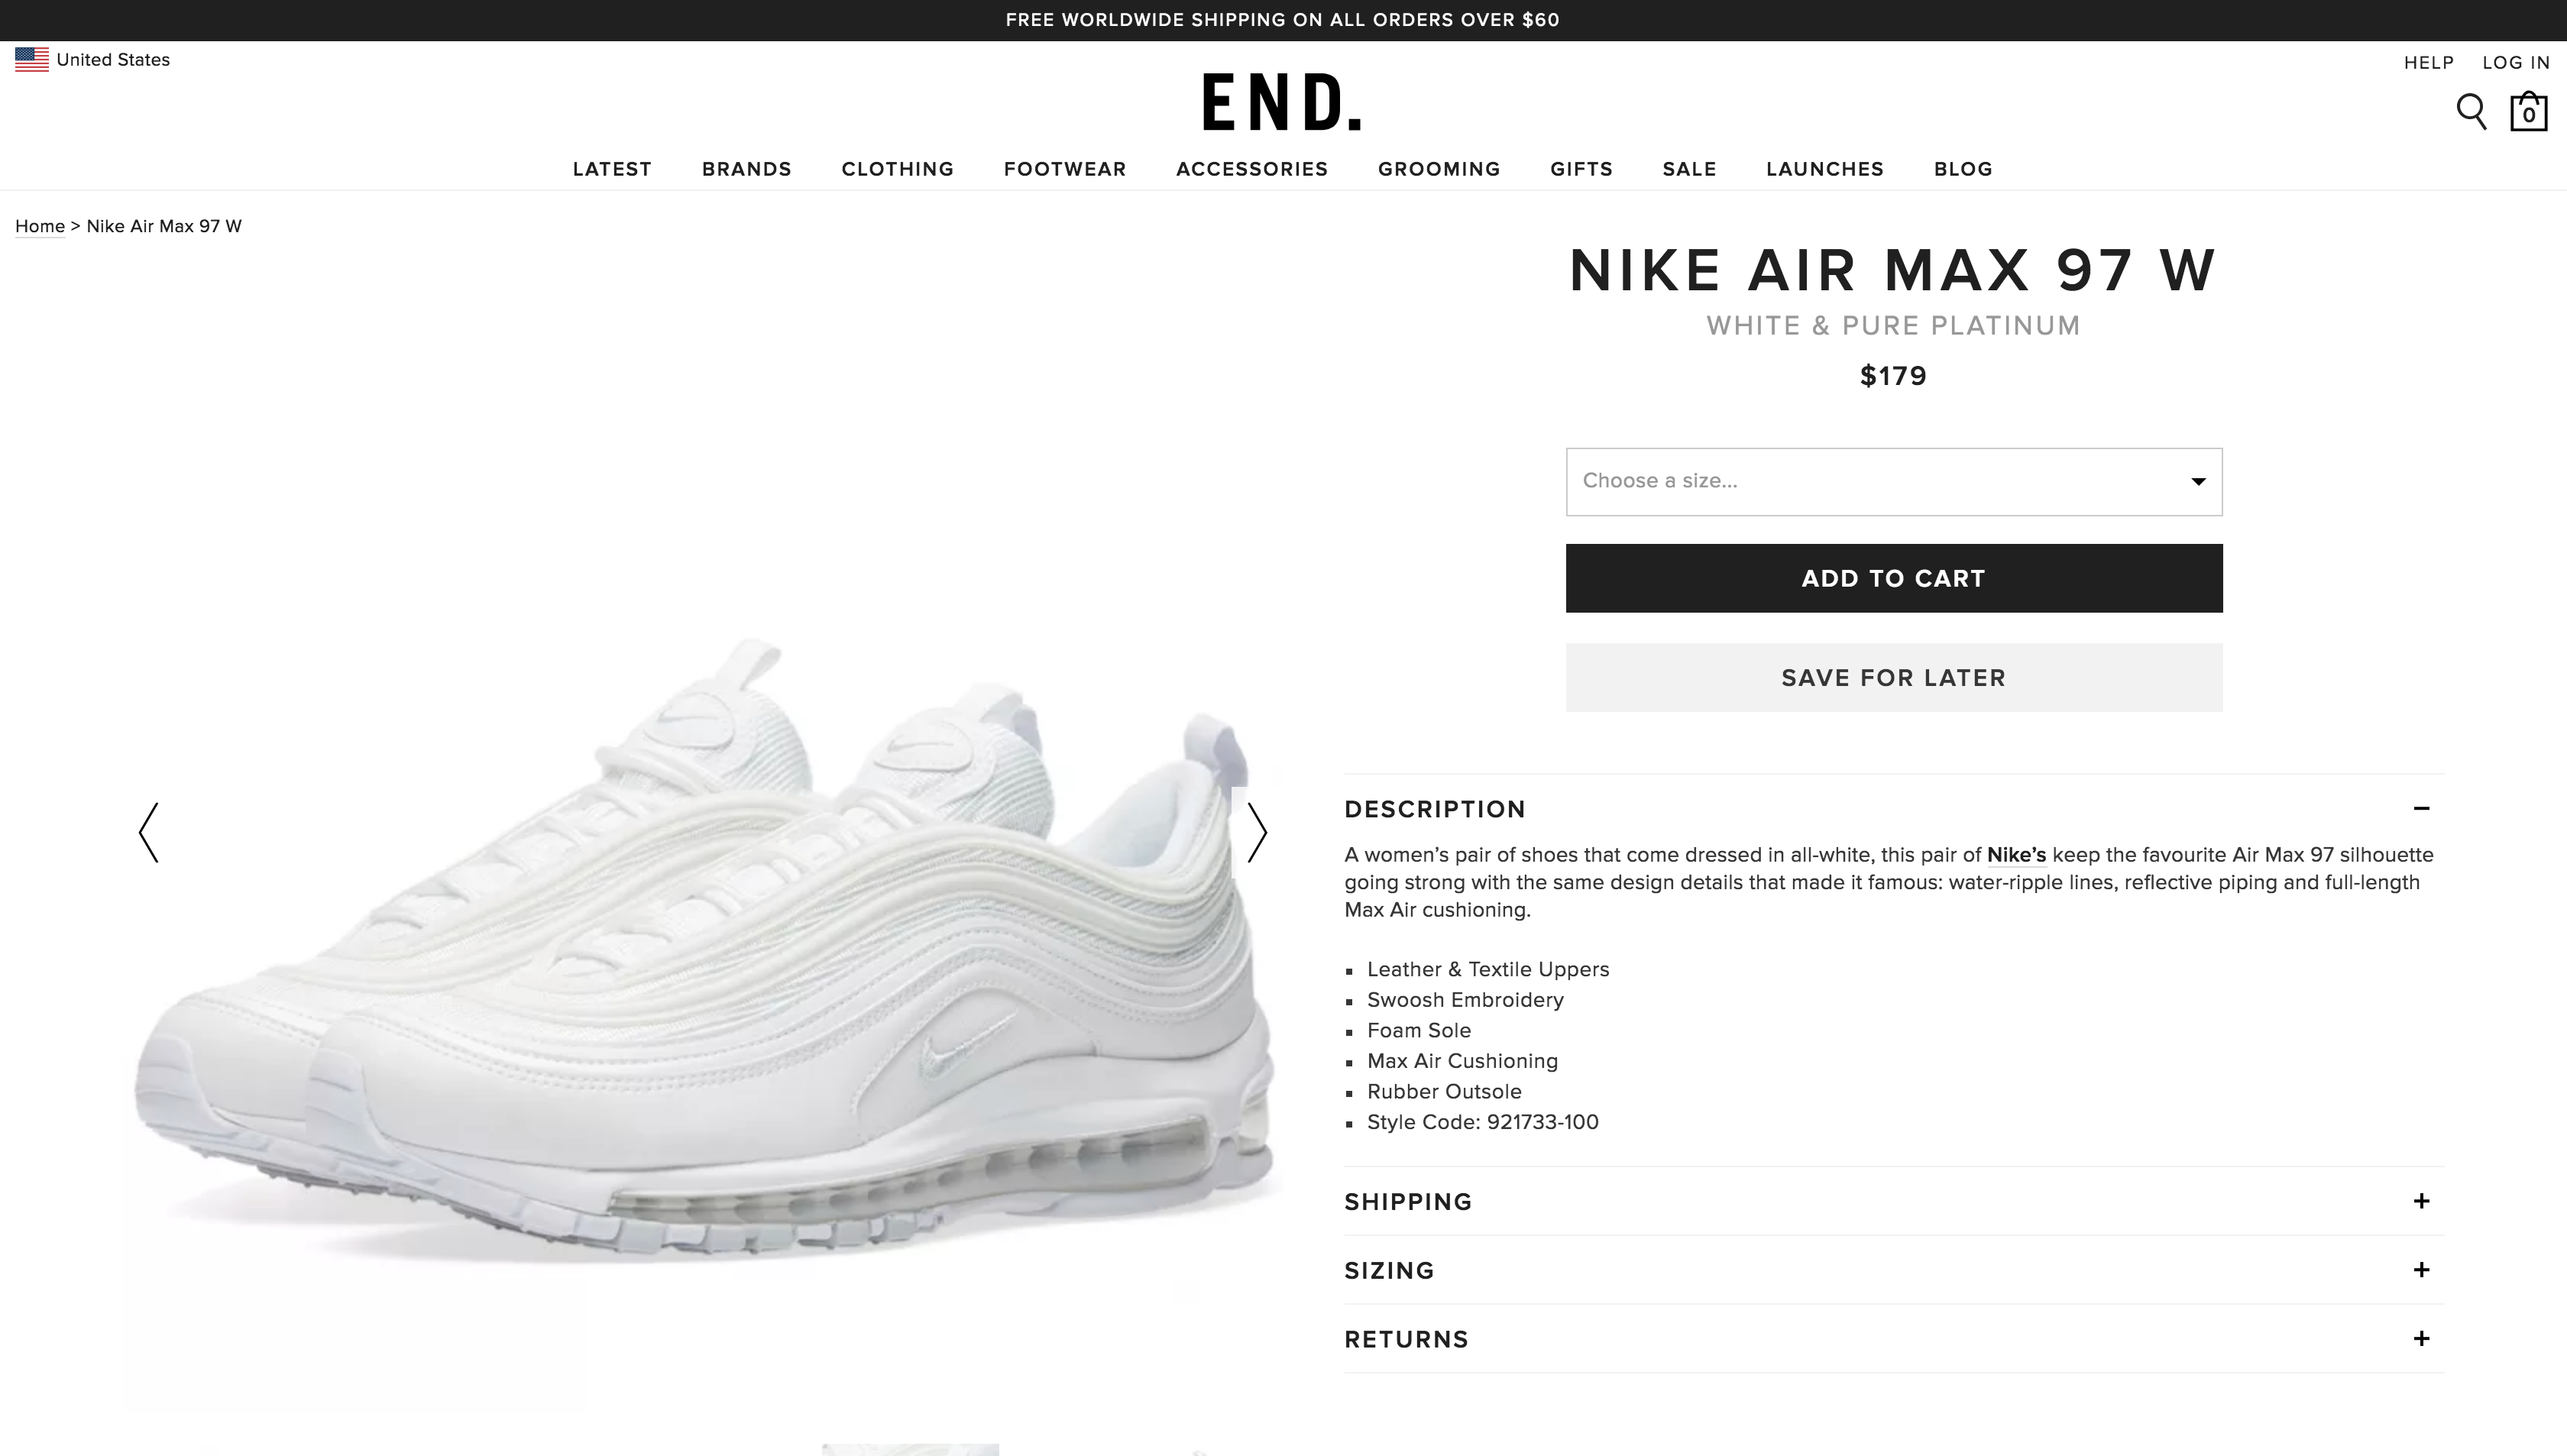 FREE WORLDWIDE SHIPPING ON ALL ORDERS OVER $60
United States
HELP LOG IN
END.
0
LATEST BRANDS CLOTHING FOOTWEAR ACCESSORIES GROOMING GIFTS SALE LAUNCHES BLOG
Home > Nike Air Max 97 W
NIKE AIR MAX 97 W
WHITE & PURE PLATINUM
$179
Choose a size...
ADD TO CART
SAVE FOR LATER
DESCRIPTION
A women’s pair of shoes that come dressed in all-white, this pair of Nike’s keep the favourite Air Max 97 silhouette
going strong with the same design details that made it famous: water-ripple lines, reflective piping and full-length
Max Air cushioning.
Leather & Textile Uppers
Swoosh Embroidery
Foam Sole
Max Air Cushioning
Rubber Outsole
Style Code: 921733-100
SHIPPING
SIZING
RETURNS